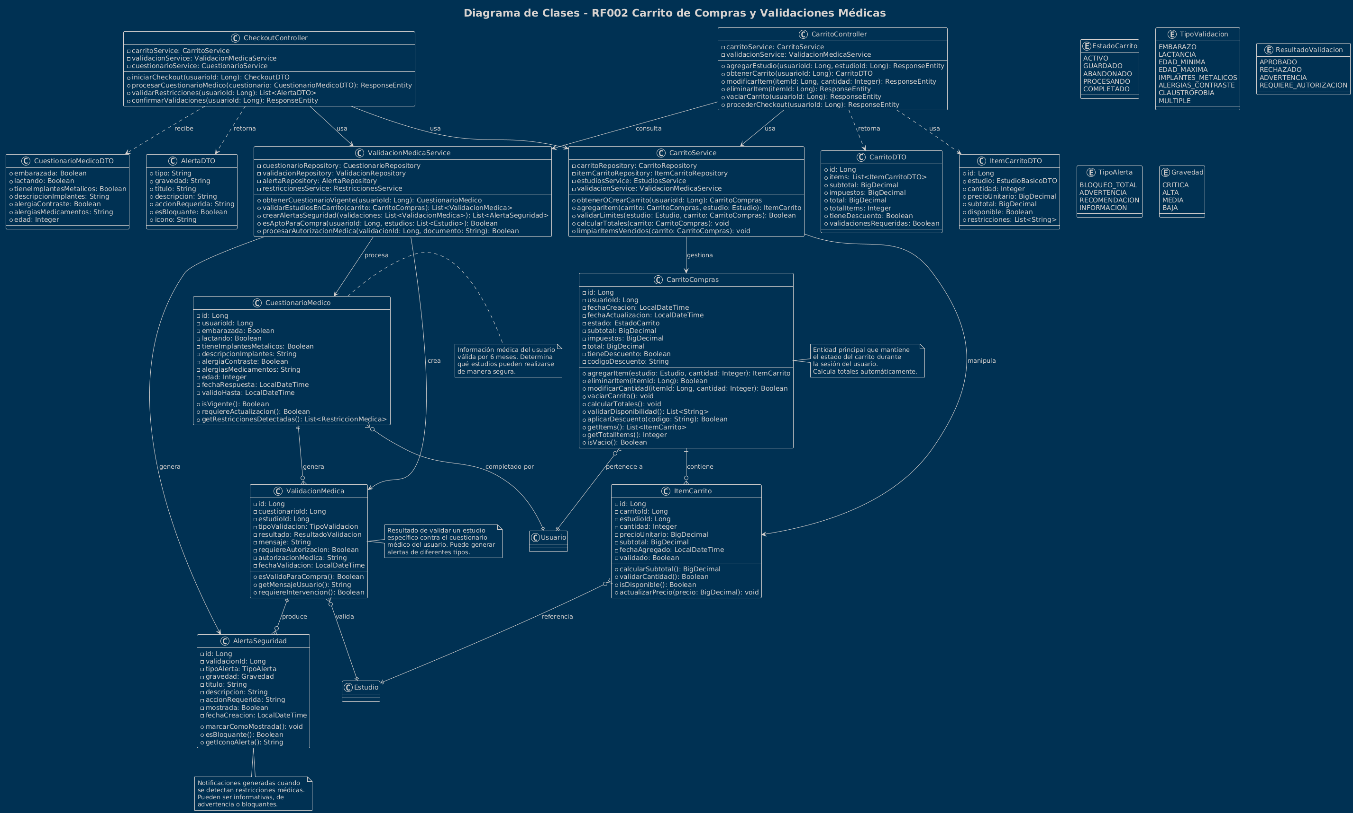 Diagrama de Clases - RF002 Carrito de Compras y Validaciones Médicas
C CheckoutController
carritoService: CarritoService
validacionService: ValidacionMedicaService
cuestionarioService: CuestionarioService
iniciarCheckout(usuarioId: Long): CheckoutDTO
procesarCuestionarioMedico(cuestionario: CuestionarioMedicoDTO): ResponseEntity
validarRestricciones(usuarioId: Long): List<AlertaDTO>
confirmarValidaciones(usuarioId: Long): ResponseEntity
C CarritoController
carritoService: CarritoService
validacionService: ValidacionMedicaService
agregarEstudio(usuarioId: Long, estudioId: Long): ResponseEntity
obtenerCarrito(usuarioId: Long): CarritoDTO
modificarItem(itemId: Long, cantidad: Integer): ResponseEntity
eliminarItem(itemId: Long): ResponseEntity
vaciarCarrito(usuarioId: Long): ResponseEntity
procederCheckout(usuarioId: Long): ResponseEntity
E EstadoCarrito
ACTIVO
GUARDADO
ABANDONADO
PROCESANDO
COMPLETADO
E TipoValidacion
EMBARAZO
LACTANCIA
EDAD_MINIMA
EDAD_MAXIMA
IMPLANTES_METALICOS
ALERGIAS_CONTRASTE
CLAUSTROFOBIA
MULTIPLE
E ResultadoValidacion
APROBADO
RECHAZADO
ADVERTENCIA
REQUIERE_AUTORIZACION
recibe
retorna
usa
usa
consulta
usa
retorna
usa
C CuestionarioMedicoDTO
embarazada: Boolean
lactando: Boolean
tieneImplantesMetalicos: Boolean
descripcionImplantes: String
alergiaContraste: Boolean
alergiasMedicamentos: String
C AlertaDTO
tipo: String
gravedad: String
titulo: String
descripcion: String
accionRequerida: String
esBloqueante: Boolean
icono: String
C ValidacionMedicaService
cuestionarioRepository: CuestionarioRepository
validacionRepository: ValidacionRepository
alertaRepository: AlertaRepository
restriccionesService: RestriccionesService
obtenerCuestionarioVigente(usuarioId: Long): CuestionarioMedico
validarEstudiosEnCarrito(carrito: CarritoCompras): List<ValidacionMedica>
crearAlertasSeguridad(validaciones: List<ValidacionMedica>): List<AlertaSeguridad>
esAptoParaCompra(usuarioId: Long, estudios: List<Estudio>): Boolean
procesarAutorizacionMedica(validacionId: Long, documento: String): Boolean
C CarritoService
carritoRepository: CarritoRepository
itemCarritoRepository: ItemCarritoRepository
estudiosService: EstudiosService
validacionService: ValidacionMedicaService
obtenerOCrearCarrito(usuarioId: Long): CarritoCompras
agregarItem(carrito: CarritoCompras, estudio: Estudio): ItemCarrito
validarLimites(estudio: Estudio, carrito: CarritoCompras): Boolean
calcularTotales(carrito: CarritoCompras): void
limpiarItemsVencidos(carrito: CarritoCompras): void
C CarritoDTO
id: Long
items: List<ItemCarritoDTO>
subtotal: BigDecimal
impuestos: BigDecimal
total: BigDecimal
totalItems: Integer
tieneDescuento: Boolean
validacionesRequeridas: Boolean
C ItemCarritoDTO
id: Long
estudio: EstudioBasicoDTO
cantidad: Integer
precioUnitario: BigDecimal
subtotal: BigDecimal
disponible: Boolean
restricciones: List<String>
E TipoAlerta
BLOQUEO_TOTAL
ADVERTENCIA
RECOMENDACION
INFORMACION
E Gravedad
CRITICA
ALTA
MEDIA
BAJA
procesa
gestiona
C CuestionarioMedico
id: Long
usuarioId: Long
embarazada: Boolean
lactando: Boolean
tieneImplantesMetalicos: Boolean
descripcionImplantes: String
alergiaContraste: Boolean
alergiasMedicamentos: String
edad: Integer
fechaRespuesta: LocalDateTime
validoHasta: LocalDateTime
isVigente(): Boolean
requiereActualizacion(): Boolean
getRestriccionesDetectadas(): List<RestriccionMedica>
crea
Información médica del usuario
válida por 6 meses. Determina
qué estudios pueden realizarse
de manera segura.
C CarritoCompras
id: Long
usuarioId: Long
fechaCreacion: LocalDateTime
fechaActualizacion: LocalDateTime
estado: EstadoCarrito
subtotal: BigDecimal
impuestos: BigDecimal
total: BigDecimal
tieneDescuento: Boolean
codigoDescuento: String
agregarItem(estudio: Estudio, cantidad: Integer): ItemCarrito
eliminarItem(itemId: Long): Boolean
modificarCantidad(itemId: Long, cantidad: Integer): Boolean
vaciarCarrito(): void
calcularTotales(): void
validarDisponibilidad(): List<String>
aplicarDescuento(codigo: String): Boolean
getItems(): List<ItemCarrito>
getTotalItems(): Integer
isVacio(): Boolean
Entidad principal que mantiene
el estado del carrito durante
la sesión del usuario.
Calcula totales automáticamente.
manipula
genera
genera
completado por
pertenece a
contiene
C ValidacionMedica
id: Long
cuestionarioId: Long
estudioId: Long
tipoValidacion: TipoValidacion
resultado: ResultadoValidacion
mensaje: String
requiereAutorizacion: Boolean
autorizacionMedica: String
fechaValidacion: LocalDateTime
esValidoParaCompra(): Boolean
getMensajeUsuario(): String
requiereIntervencion(): Boolean
Resultado de validar un estudio
específico contra el cuestionario
médico del usuario. Puede generar
alertas de diferentes tipos.
C Usuario
C ItemCarrito
id: Long
carritoId: Long
estudioId: Long
cantidad: Integer
precioUnitario: BigDecimal
subtotal: BigDecimal
fechaAgregado: LocalDateTime
validado: Boolean
calcularSubtotal(): BigDecimal
validarCantidad(): Boolean
isDisponible(): Boolean
actualizarPrecio(precio: BigDecimal): void
produce
valida
referencia
C AlertaSeguridad
id: Long
validacionId: Long
tipoAlerta: TipoAlerta
gravedad: Gravedad
titulo: String
descripcion: String
accionRequerida: String
mostrada: Boolean
fechaCreacion: LocalDateTime
marcarComoMostrada(): void
esBloqueante(): Boolean
getIconoAlerta(): String
C Estudio
Notificaciones generadas cuando
se detectan restricciones médicas.
Pueden ser informativas, de
advertencia o bloquantes.